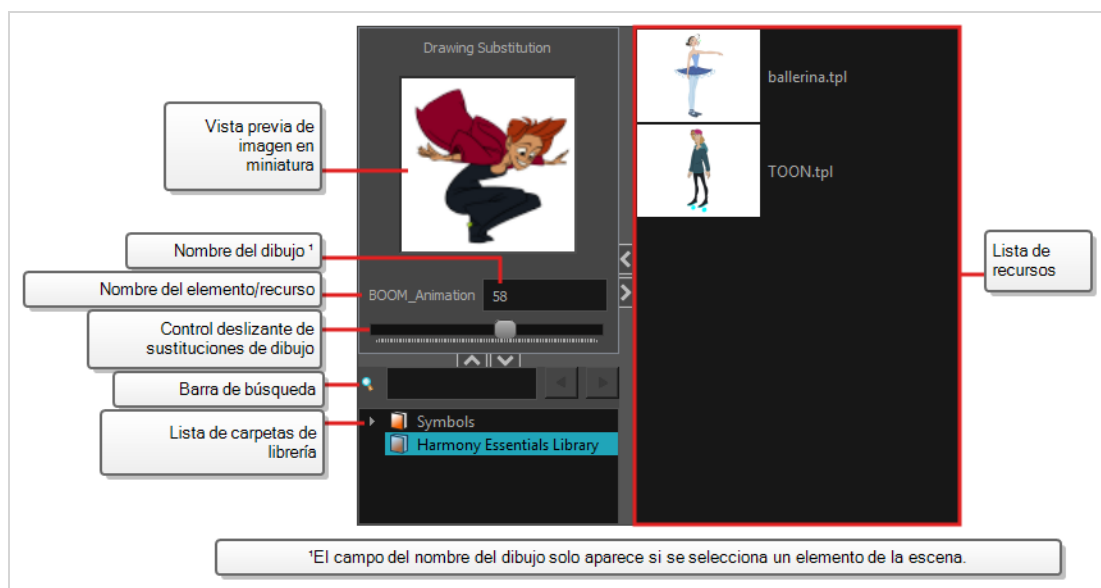 Drawing Substitution
ballerina.tpl
Vista previa de
imagen en
miniatura
TOON.tpl
Nombre del dibujo ¹
Lista de
recursos
Nombre del elemento/recurso
BOOM_Animation 58
Control deslizante de
sustituciones de dibujo
Barra de búsqueda
Lista de carpetas de
librería
Symbols
Harmony Essentials Library
¹El campo del nombre del dibujo solo aparece si se selecciona un elemento de la escena.